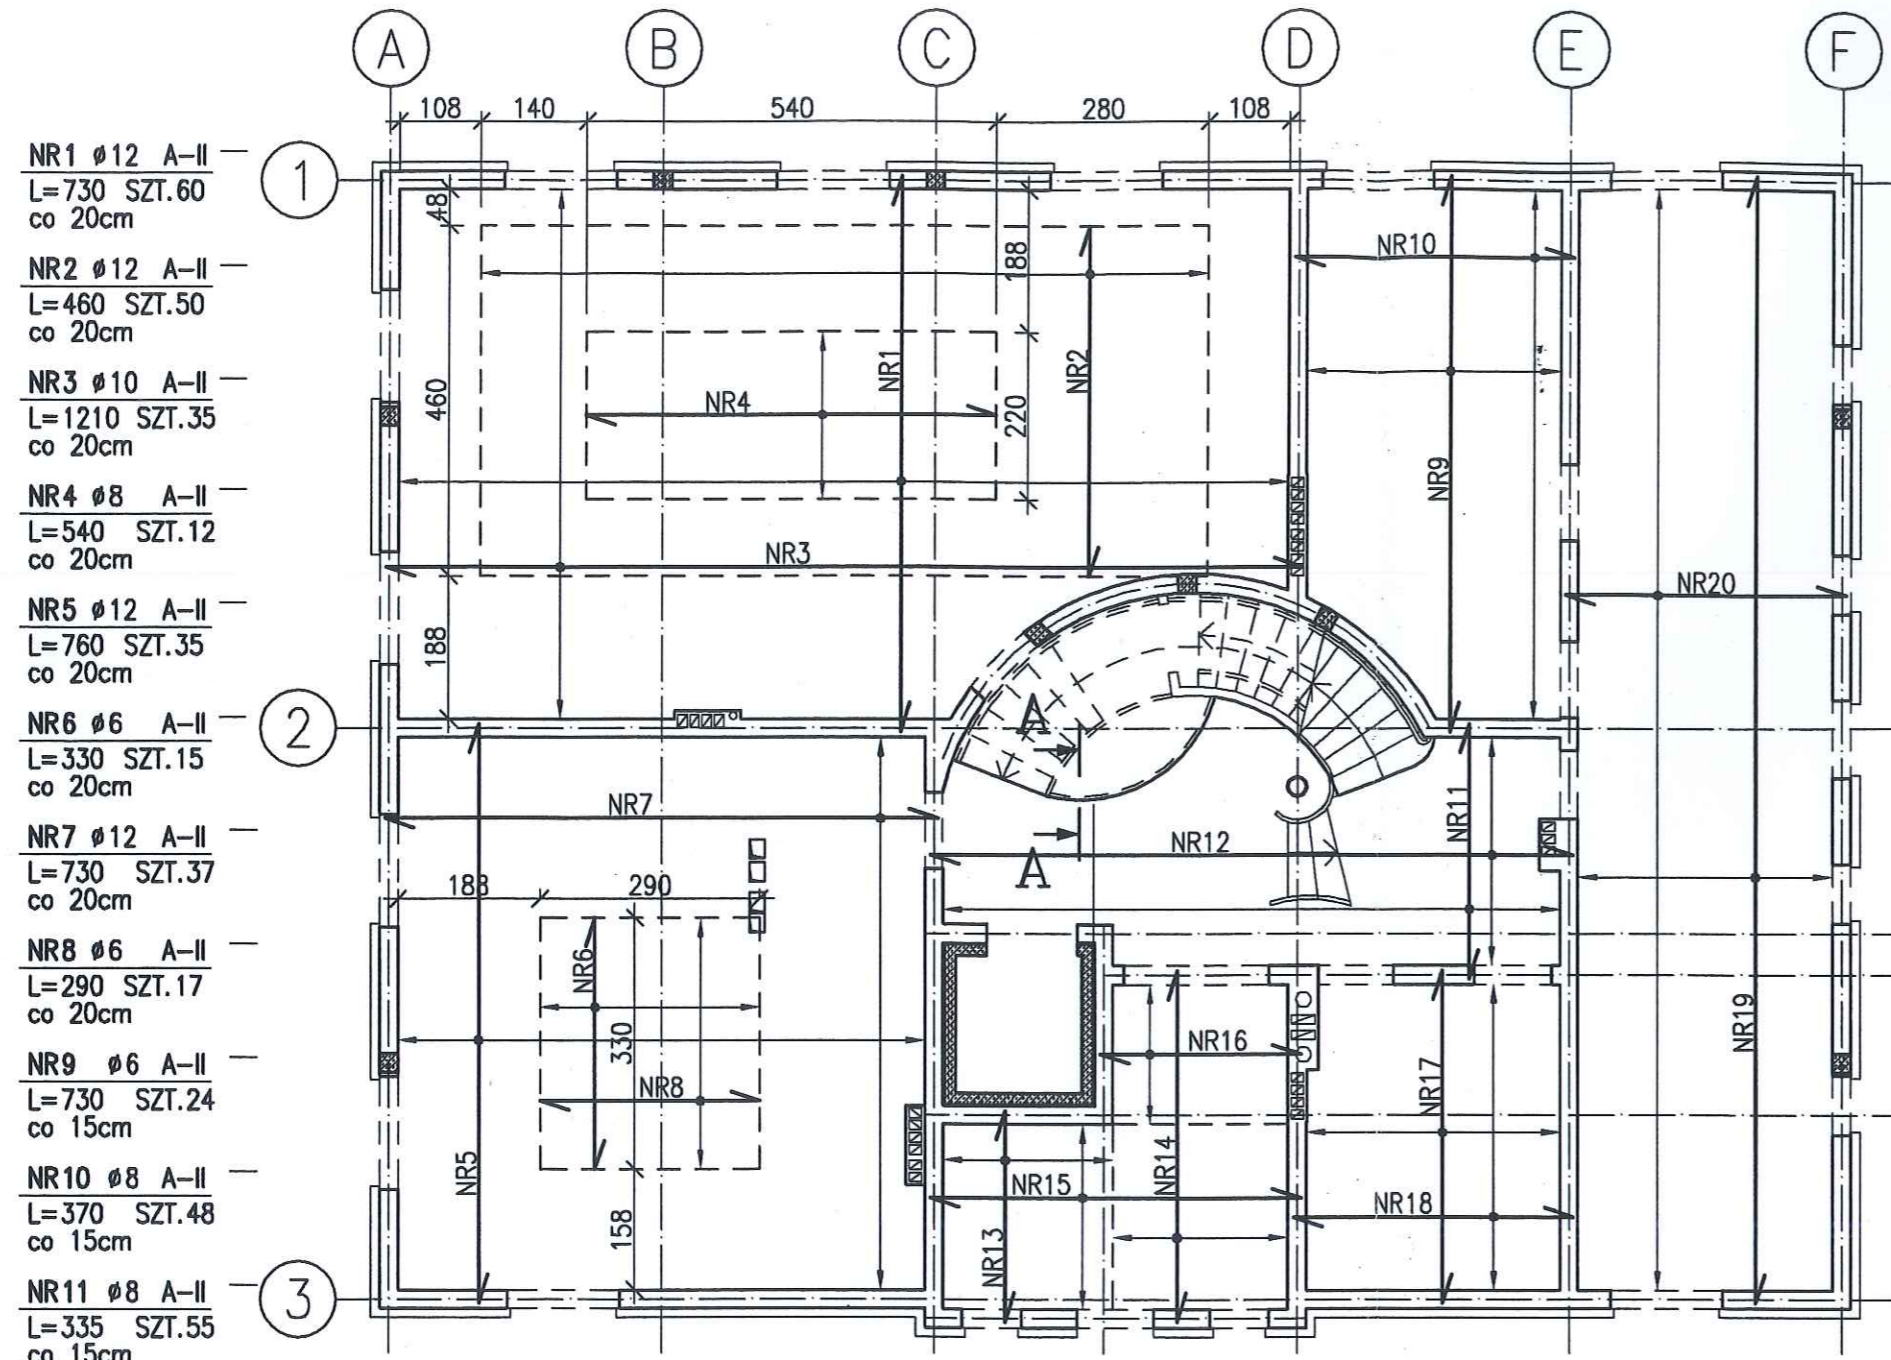 A B C D E F
108 140 540 280 108
NR1 ø12 A-II
L=730 SZT.60
co 20cm
1
48
NR2 ø12 A-II
L=460 SZT.50
co 20cm
188
NR10
NR3 ø10 A-II
L=1210 SZT.35
co 20cm
460
NR4
NR1
220
NR2
NR9
NR4 ø8 A-II
L=540 SZT.12
co 20cm
NR3
NR20
NR5 ø12 A-II
L=760 SZT.35
co 20cm
188
NR6 ø6 A-II
L=330 SZT.15
co 20cm
2
A
NR7
NR11
NR12
A
NR7 ø12 A-II
L=730 SZT.37
co 20cm
188 290
NR8 ø6 A-II
L=290 SZT.17
co 20cm
NR6
330
NR8
NR16
NR17
NR19
NR9 ø6 A-II
L=730 SZT.24
co 15cm
NR5
NR14
NR15
NR18
NR10 ø8 A-II
L=370 SZT.48
co 15cm
158
NR13
3
NR11 ø8 A-II
L=335 SZT.55
co 15cm